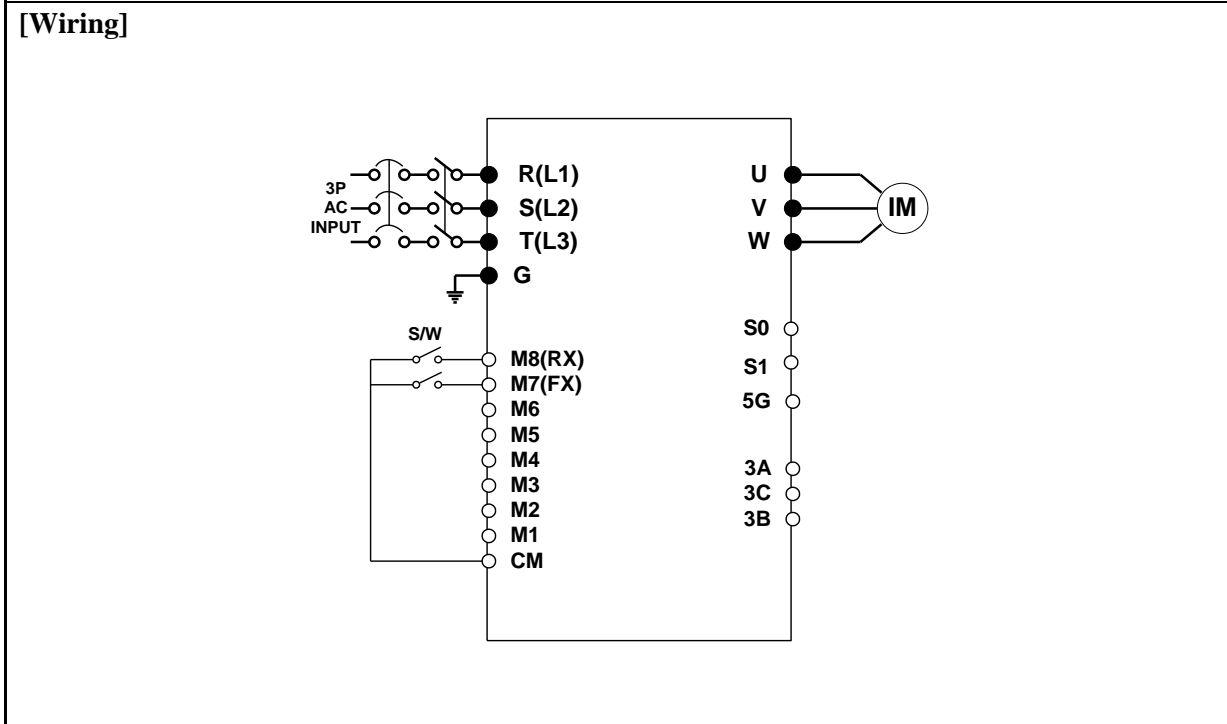 [Wiring]
3P
AC
INPUT
R(L1)
S(L2)
T(L3)
G
S/W
M8(RX)
M7(FX)
M6
M5
M4
M3
M2
M1
CM
U
V
W
IM
S0
S1
5G
3A
3C
3B